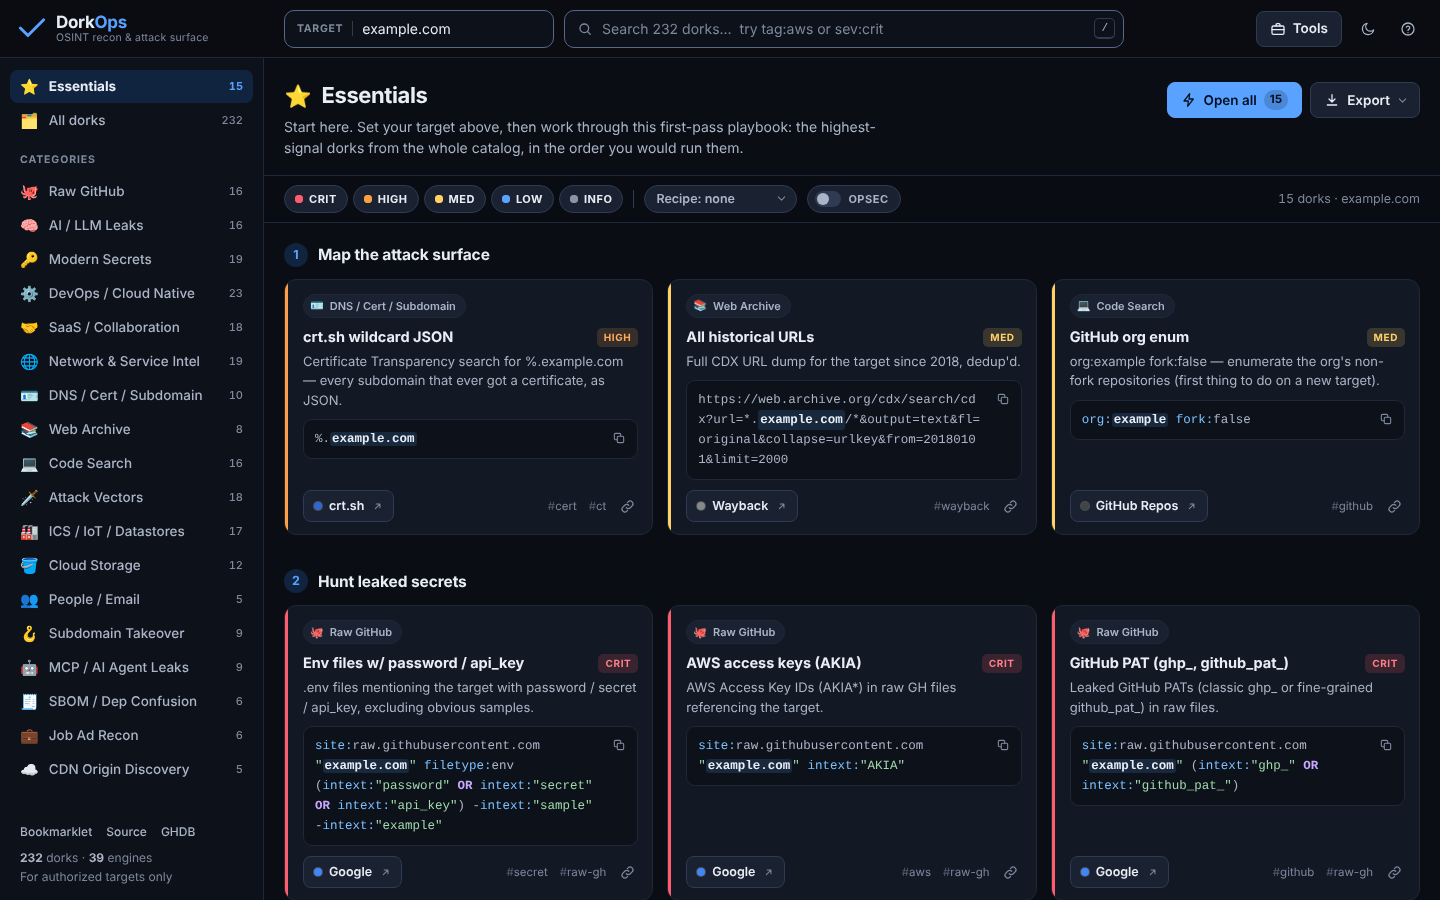 DorkOps
OSINT recon & attack surface
TARGET example.com
Search 232 dorks... try tag:aws or sev:crit
/
Tools
Essentials 15
All dorks 232
CATEGORIES
Raw GitHub 16
AI / LLM Leaks 16
Modern Secrets 19
DevOps / Cloud Native 23
SaaS / Collaboration 18
Network & Service Intel 19
DNS / Cert / Subdomain 10
Web Archive 8
Code Search 16
Attack Vectors 18
ICS / IoT / Datastores 17
Cloud Storage 12
People / Email 5
Subdomain Takeover 9
MCP / AI Agent Leaks 9
SBOM / Dep Confusion 6
Job Ad Recon 6
CDN Origin Discovery 5
Bookmarklet Source GHDB
232 dorks · 39 engines
For authorized targets only
Essentials
Start here. Set your target above, then work through this first-pass playbook: the highest-
signal dorks from the whole catalog, in the order you would run them.
Open all 15
Export
CRIT HIGH MED LOW INFO
Recipe: none
OPSEC
15 dorks · example.com
1 Map the attack surface
DNS / Cert / Subdomain
crt.sh wildcard JSON HIGH
Certificate Transparency search for %.example.com
— every subdomain that ever got a certificate, as
JSON.
%.example.com
crt.sh ↗ #cert #ct
Web Archive
All historical URLs MED
Full CDX URL dump for the target since 2018, dedup'd.
https://web.archive.org/cdx/search/cd
x?url=*.example.com/*&output=text&fl=
original&collapse=urlkey&from=2018010
1&limit=2000
Wayback ↗ #wayback
Code Search
GitHub org enum MED
org:example fork:false — enumerate the org's non-
fork repositories (first thing to do on a new target).
org:example fork:false
GitHub Repos ↗ #github
2 Hunt leaked secrets
Raw GitHub
Env files w/ password / api_key CRIT
.env files mentioning the target with password / secret
/ api_key, excluding obvious samples.
site:raw.githubusercontent.com
"example.com" filetype:env
(intext:"password" OR intext:"secret"
OR intext:"api_key") -intext:"sample"
-intext:"example"
Google ↗ #secret #raw-gh
Raw GitHub
AWS access keys (AKIA) CRIT
AWS Access Key IDs (AKIA*) in raw GH files
referencing the target.
site:raw.githubusercontent.com
"example.com" intext:"AKIA"
Google ↗ #aws #raw-gh
Raw GitHub
GitHub PAT (ghp_, github_pat_) CRIT
Leaked GitHub PATs (classic ghp_ or fine-grained
github_pat_) in raw files.
site:raw.githubusercontent.com
"example.com" (intext:"ghp_" OR
intext:"github_pat_")
Google ↗ #github #raw-gh